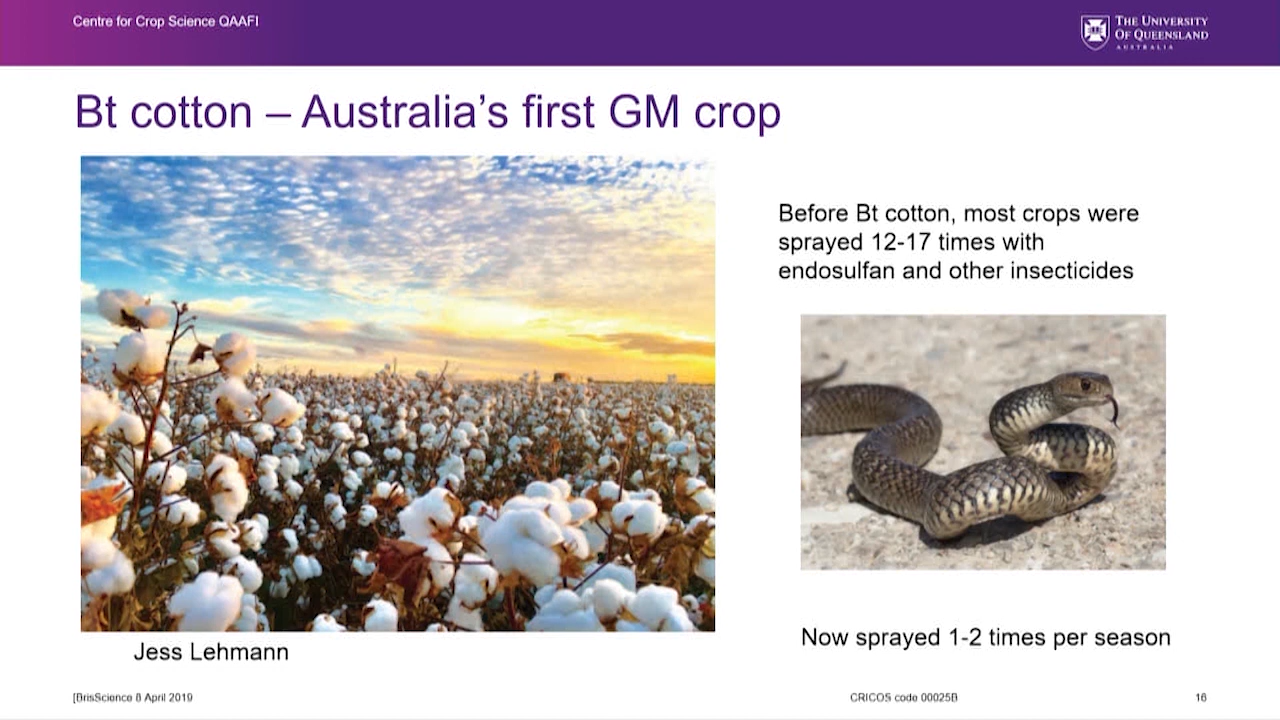 Centre for Crop Science QAAFI
THE UNIVERSITY
OF QUEENSLAND
AUSTRALIA
Bt cotton – Australia's first GM crop
Before Bt cotton, most crops were
sprayed 12-17 times with
endosulfan and other insecticides
Now sprayed 1-2 times per season
Jess Lehmann
[BrisScience 8 April 2019
CRICOS code 00025B
16